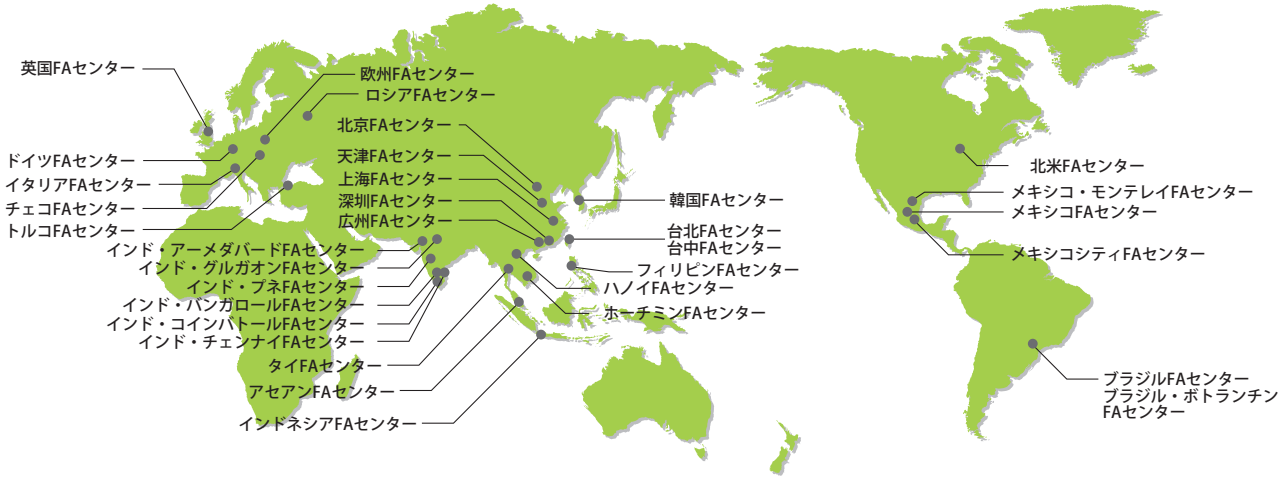 英国FAセンター
欧州FAセンター
ロシアFAセンター
北京FAセンター
ドイツFAセンター
天津FAセンター
イタリアFAセンター
上海FAセンター
チェコFAセンター
深圳FAセンター
トルコFAセンター
広州FAセンター
韓国FAセンター
台北FAセンター
台中FAセンター
インド・アーメダバードFAセンター
インド・グルガオンFAセンター
インド・プネFAセンター
インド・バンガロールFAセンター
インド・コインバトールFAセンター
インド・チェンナイFAセンター
フィリピンFAセンター
ハノイFAセンター
ホーチミンFAセンター
タイFAセンター
アセアンFAセンター
インドネシアFAセンター
北米FAセンター
メキシコ・モンテレイFAセンター
メキシコFAセンター
メキシコシティFAセンター
ブラジルFAセンター
ブラジル・ボトランチン
FAセンター